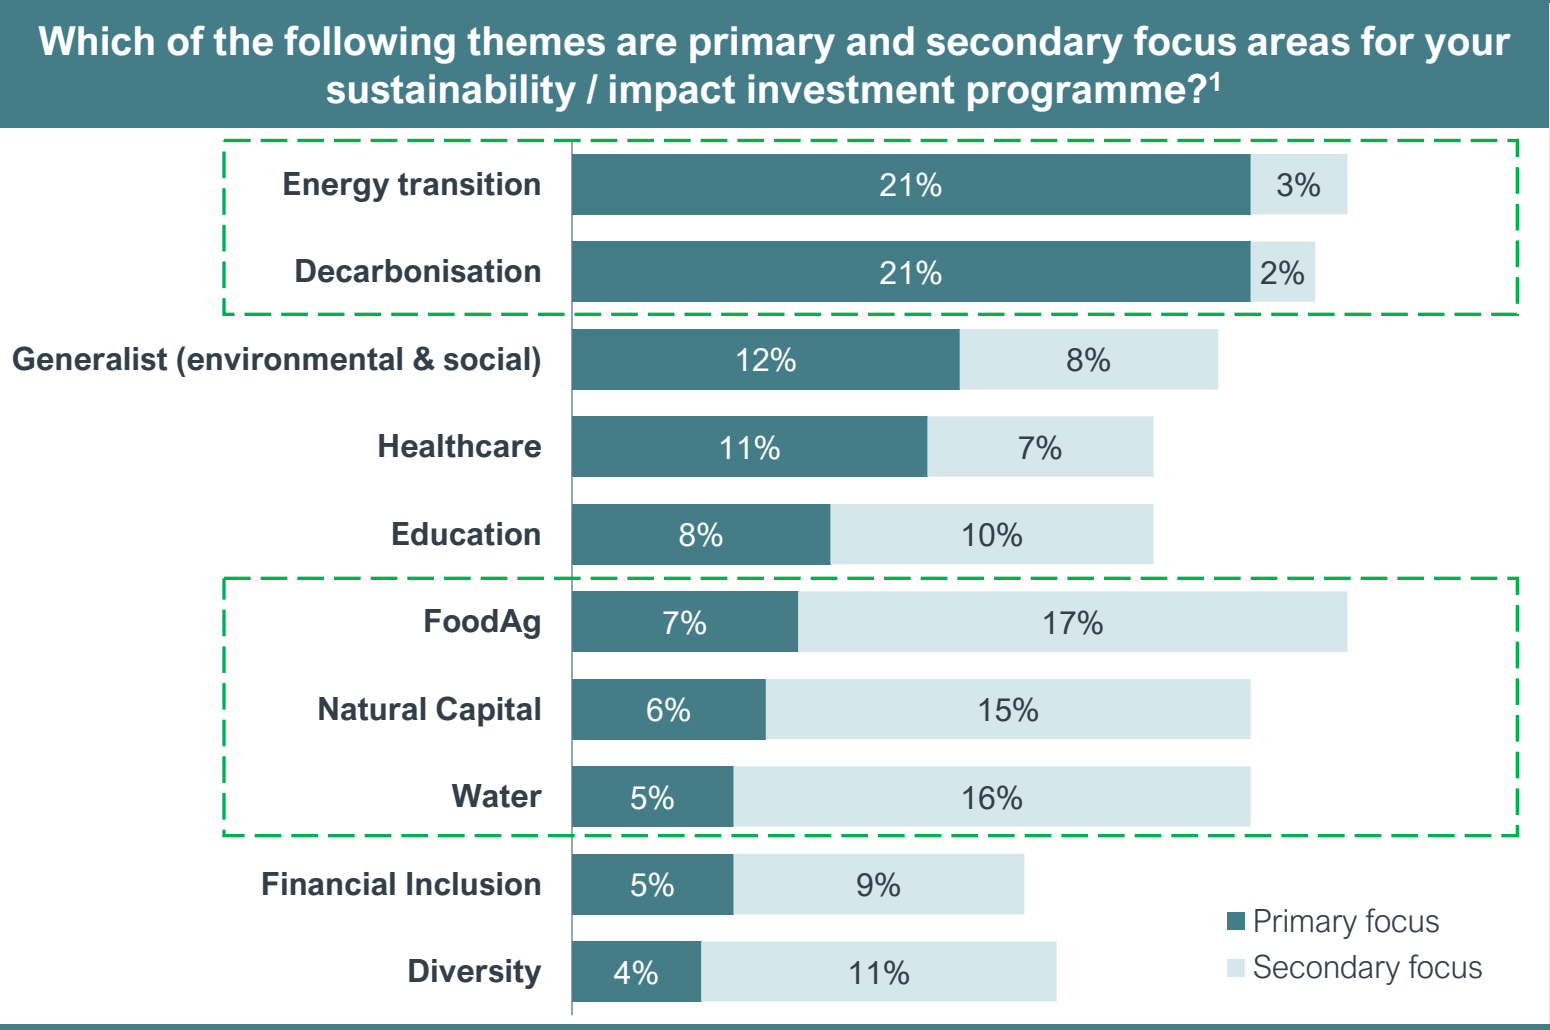 Which of the following themes are primary and secondary focus areas for your
sustainability / impact investment programme?1
Energy transition 21% 3%
Decarbonisation 21% 2%
Generalist (environmental & social) 12% 8%
Healthcare 11% 7%
Education 8% 10%
FoodAg 7% 17%
Natural Capital 6% 15%
Water 5% 16%
Financial Inclusion 5% 9%
Diversity 4% 11%
Primary focus
Secondary focus